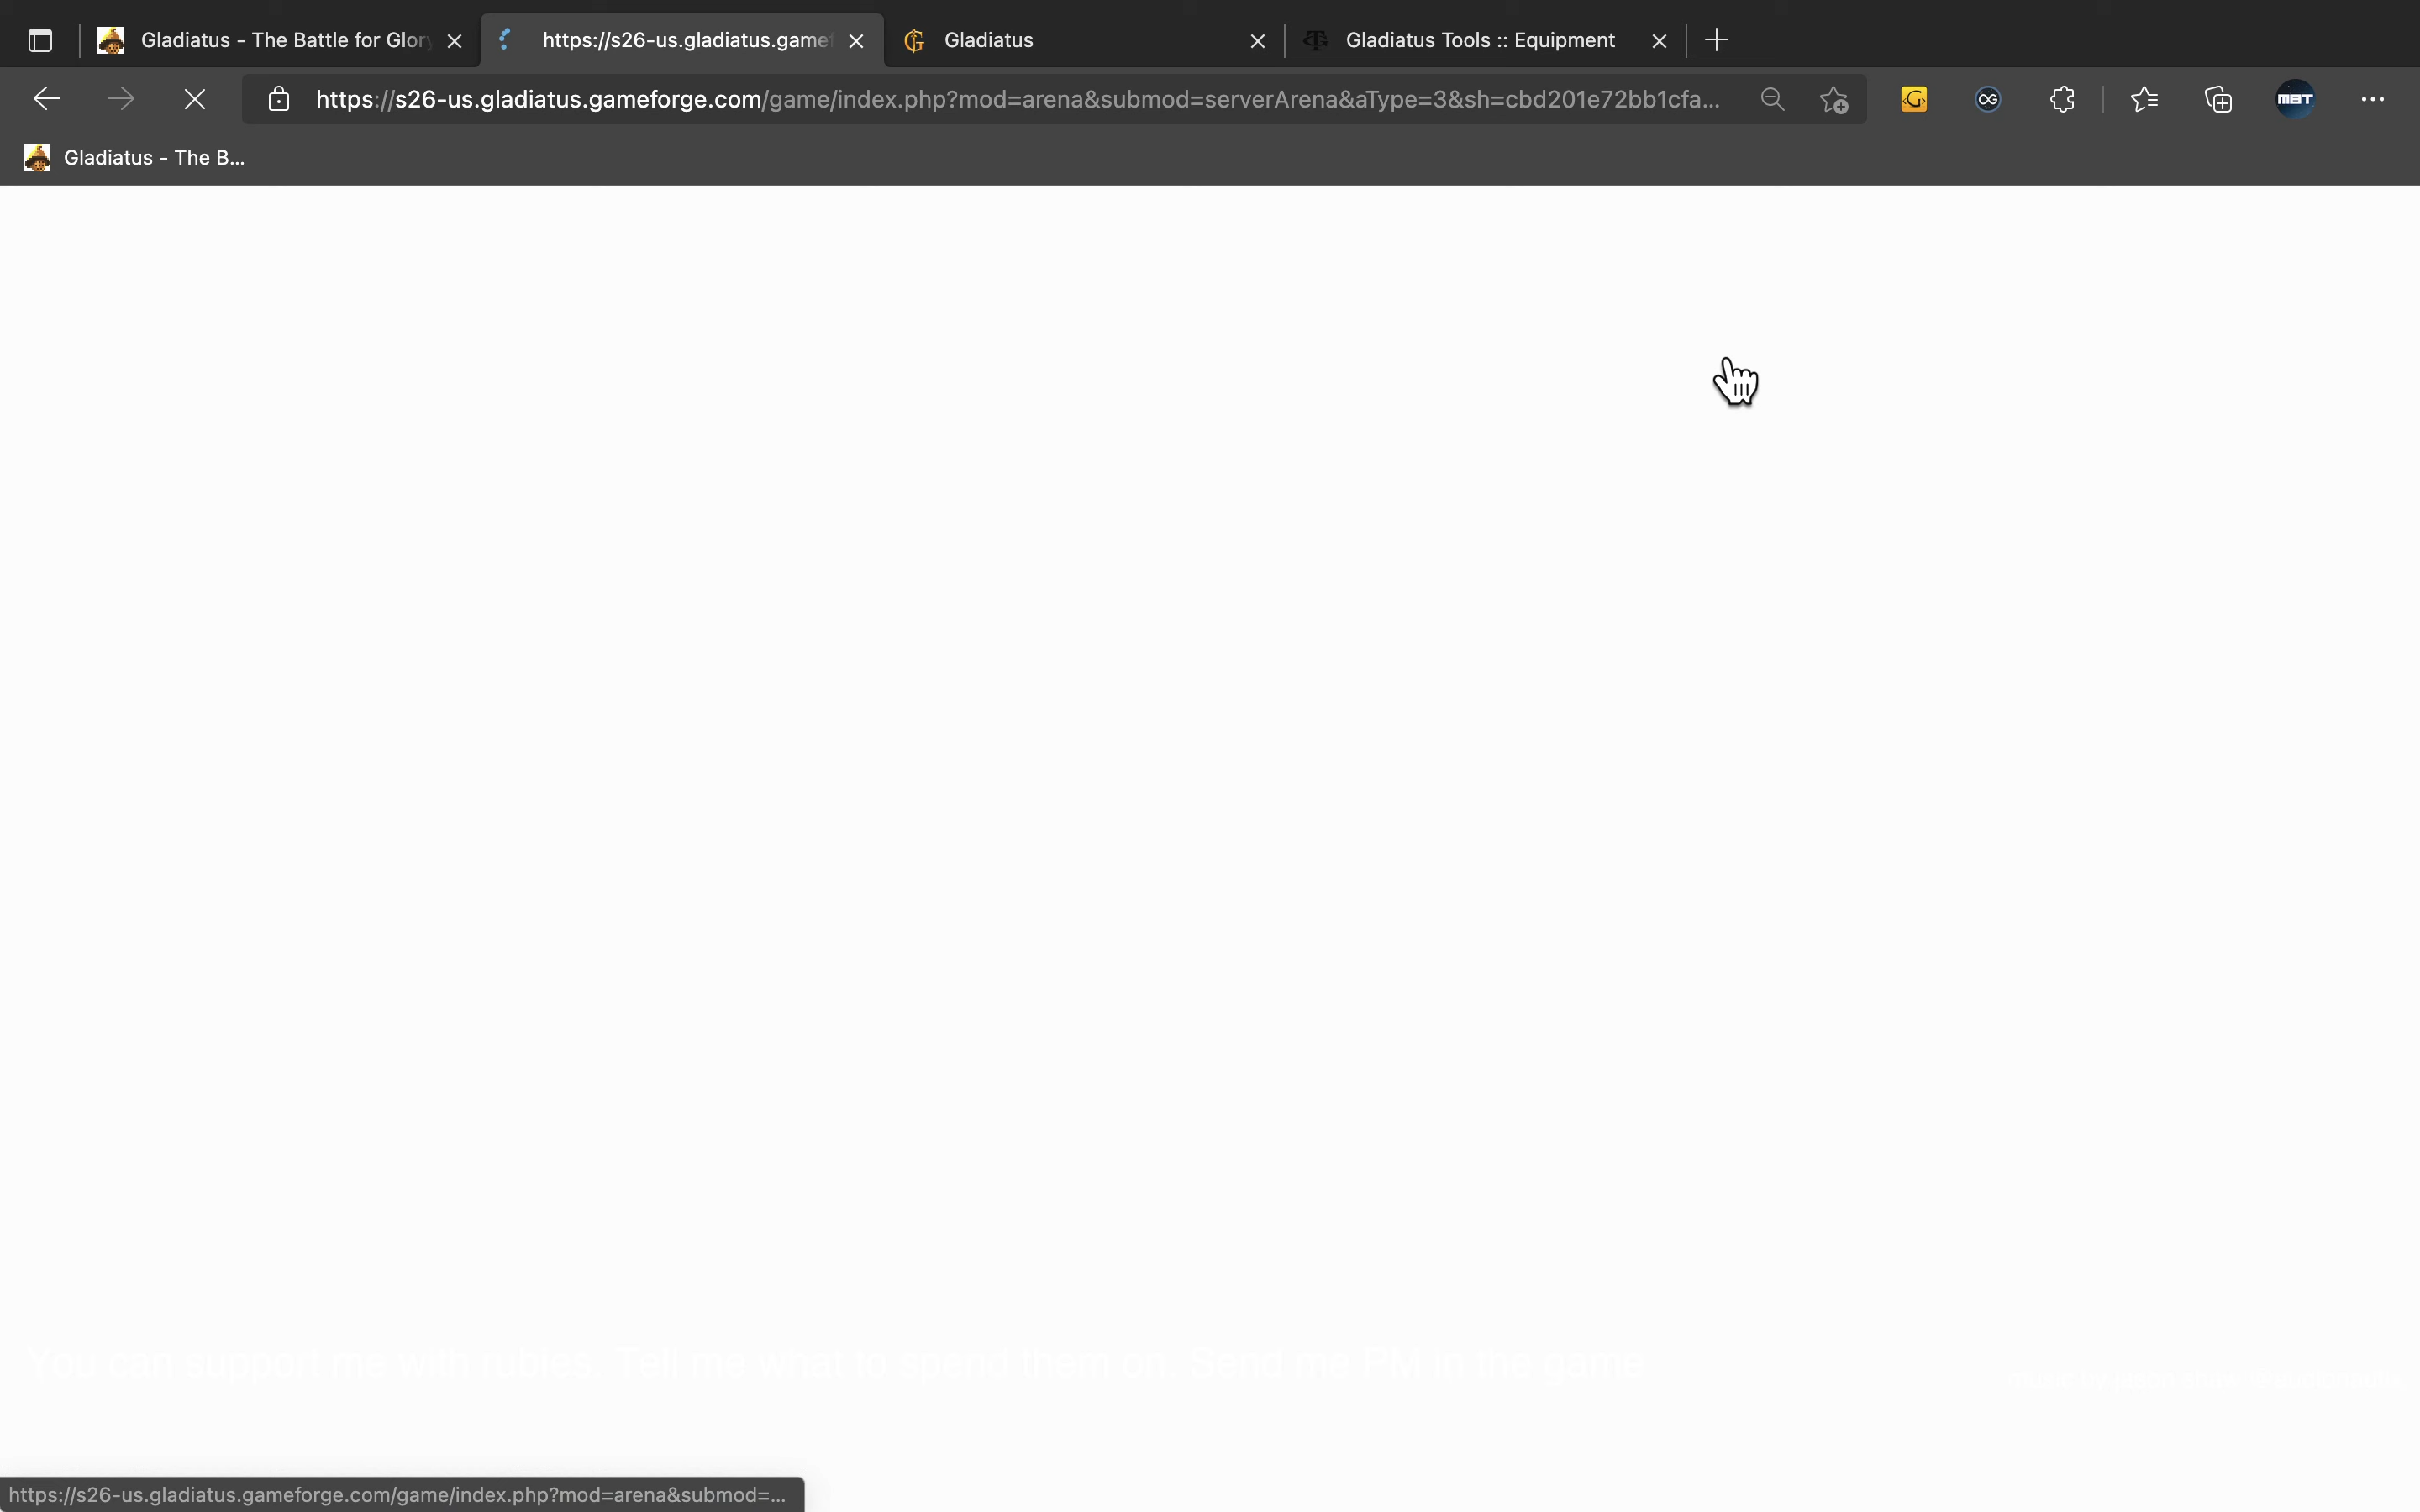 Gladiatus - The Battle for Glor
https://s26-us.gladiatus.game
Gladiatus
Gladiatus Tools :: Equipment
https://s26-us.gladiatus.gameforge.com/game/index.php?mod=arena&submod=serverArena&aType=3&sh=cbd201e72bb1cfa...
MBT
Gladiatus - The B...
You can support me with rubies. Tell me what to spend them on. Send me PM in the game
https://s26-us.gladiatus.gameforge.com/game/index.php?mod=arena&submod=...